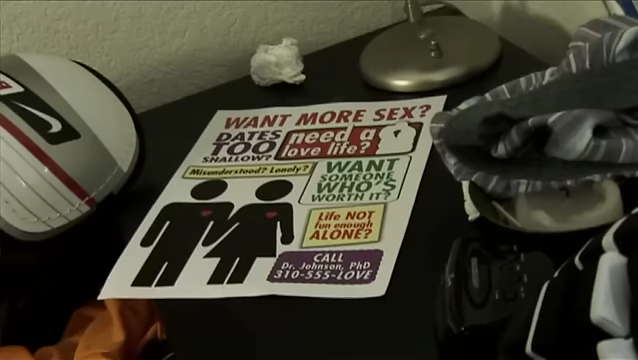 WANT MORE SEX?
DATES
TOO
SHALLOW?
need a
love life?
Misunderstood? Lonely?
WANT
SOMEONE
WHO'S
WORTH IT?
Life NOT
fun enough
ALONE?
CALL
Dr. Johnson, PhD
310-555-LOVE